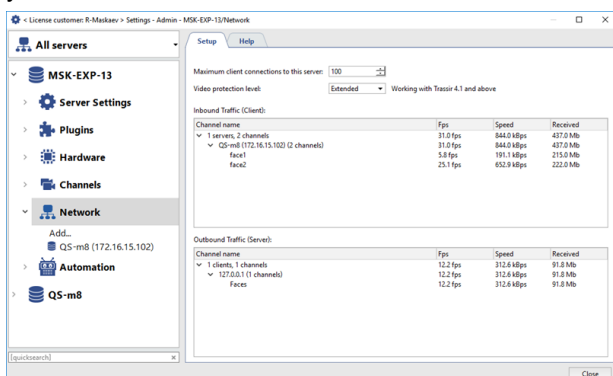 < License customer: R-Maskaev > Settings - Admin - MSK-EXP-13/Network
All servers
MSK-EXP-13
Server Settings
Plugins
Hardware
Channels
Network
Add...
QS-m8 (172.16.15.102)
Automation
QS-m8
[quicksearch]
Setup Help
Maximum client connections to this server: 100
Video protection level: Extended Working with Trassir 4.1 and above
Inbound Traffic (Client):
Channel name Fps Speed Received
1 servers, 2 channels 31.0 fps 844.0 kBps 437.0 Mb
QS-m8 (172.16.15.102) (2 channels) 31.0 fps 844.0 kBps 437.0 Mb
face1 5.8 fps 191.1 kBps 215.0 Mb
face2 25.1 fps 652.9 kBps 222.0 Mb
Outbound Traffic (Server):
Channel name Fps Speed Received
1 clients, 1 channels 12.2 fps 312.6 kBps 91.8 Mb
127.0.0.1 (1 channels) 12.2 fps 312.6 kBps 91.8 Mb
Faces 12.2 fps 312.6 kBps 91.8 Mb
Close